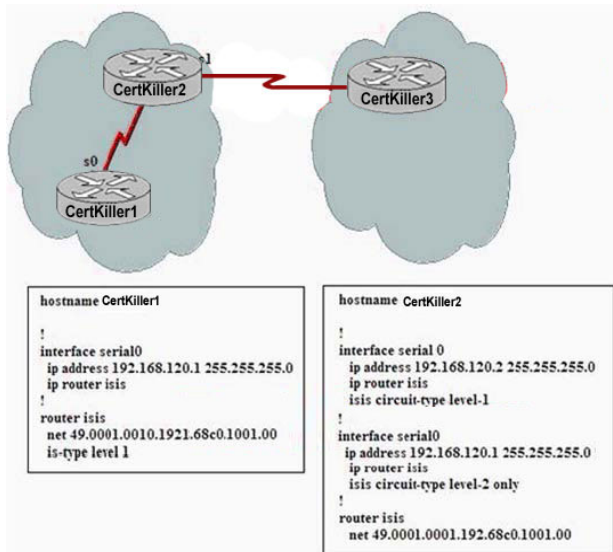 s1
CertKiller2
CertKiller3
s0
CertKiller1
hostname CertKiller1
!
interface serial0
ip address 192.168.120.1 255.255.255.0
ip router isis
!
router isis
net 49.0001.0010.1921.68c0.1001.00
is-type level 1
hostname CertKiller2
!
interface serial 0
ip address 192.168.120.2 255.255.255.0
ip router isis
isis circuit-type level-1
!
interface serial0
ip address 192.168.120.1 255.255.255.0
ip router isis
isis circuit-type level-2 only
!
router isis
net 49.0001.0001.192.68c0.1001.00